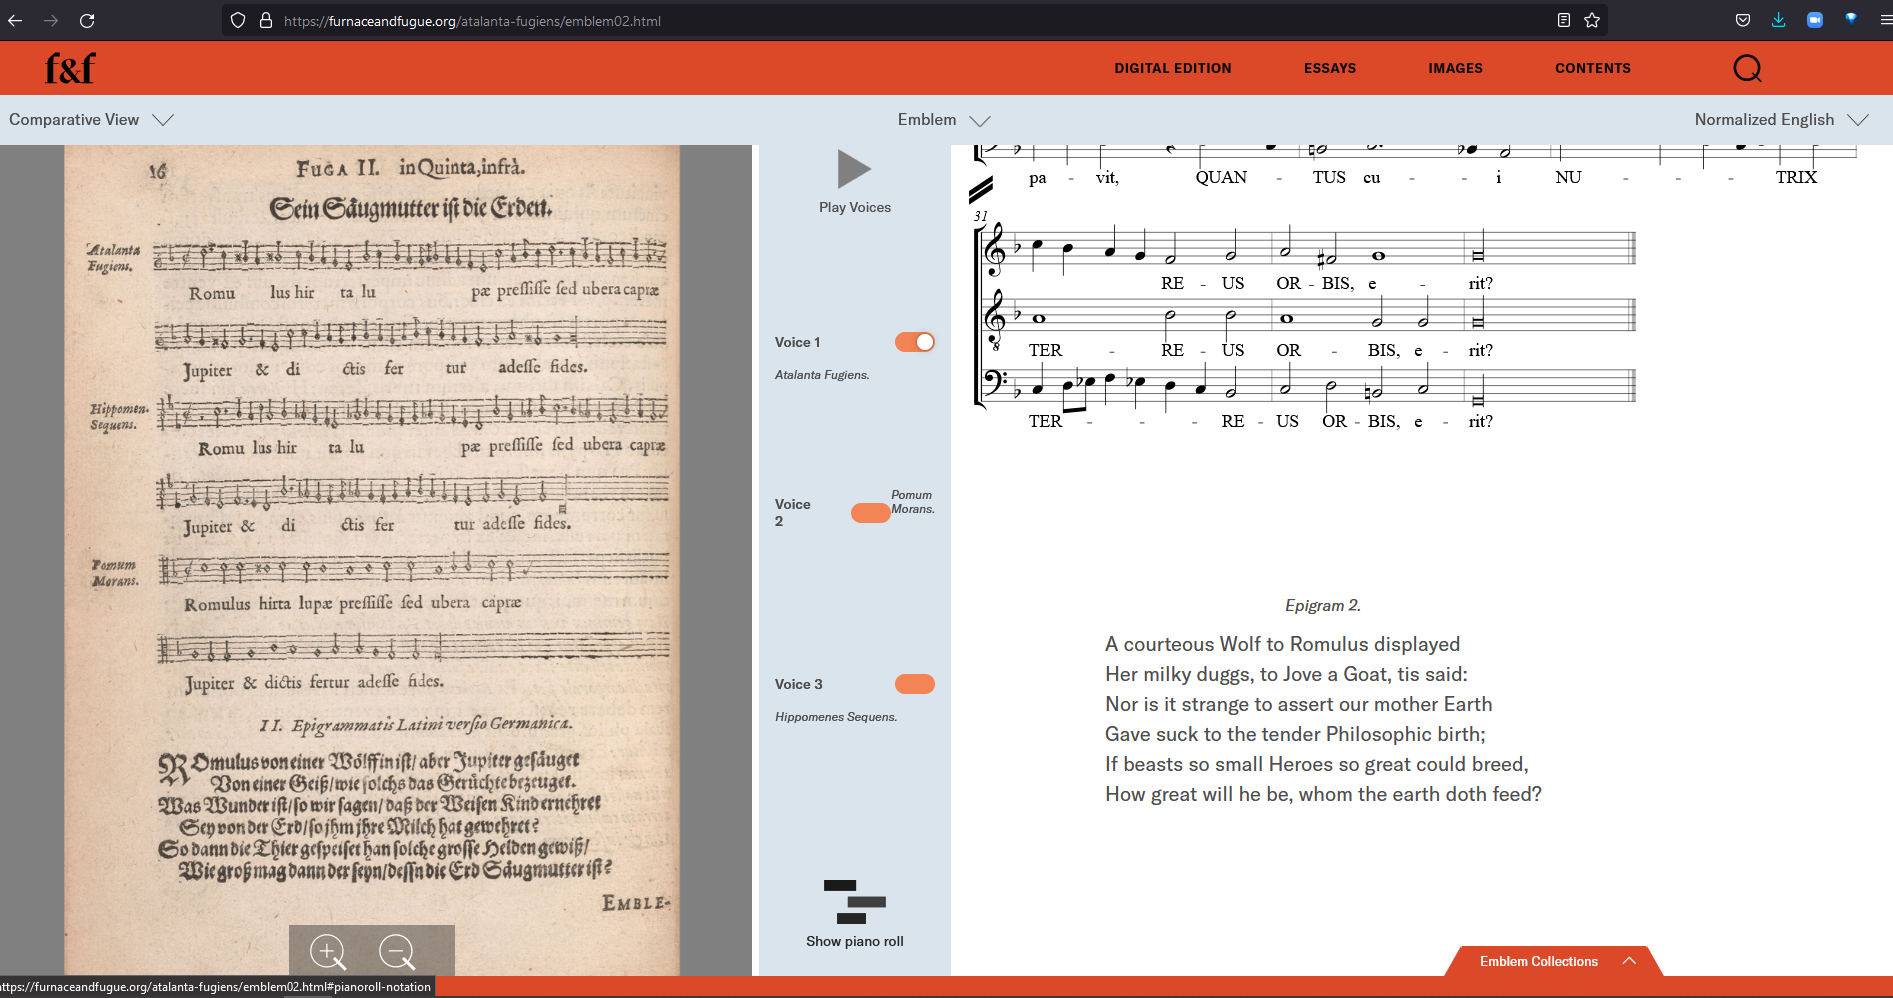 https://furnaceandfugue.org/atalanta-fugiens/emblem02.html
f&f
DIGITAL EDITION
ESSAYS
IMAGES
CONTENTS
Comparative View
Emblem
Normalized English
16
FUGA II. in Quinta, infrà.
Sein Säugmutter ist die Erden.
Atalanta
Fugiens.
Romu lus hir ta lu pæ pressisse sed ubera capræ
Jupiter & di ctis fer tur adesse fides.
Hippomen.
Sequens.
Romu lus hir ta lu pæ pressisse sed ubera capræ
Jupiter & di ctis fer tur adesse fides.
Pomum
Morans.
Romulus hirta lupæ pressisse sed ubera capræ
Jupiter & dictis fertur adesse fides.
II. Epigrammatis Latini versio Germanica.
ROmulus von einer Wölffin ist/ aber Jupiter gesäuget
Von einer Geiß/ wie solchs das Gerüchte bezeuget.
Was Wunder ist/ so wir sagen/ daß der Weisen Kind ernehret
Sey von der Erd/ so jhm jhre Milch hat gewehret?
So dann die Thier gespeiset han solche grosse Helden gewiß/
Wie groß mag dann der seyn/ dessn die Erd Säugmutter ist?
EMBLE-
Play Voices
Voice 1
Atalanta Fugiens.
Voice
2
Pomum
Morans.
Voice 3
Hippomenes Sequens.
Show piano roll
pa - vit, QUAN - TUS cu - - i NU - - - TRIX
31
RE - US OR - BIS, e - rit?
TER - RE - US OR - BIS, e - rit?
TER - - - RE - US OR - BIS, e - rit?
Epigram 2.
A courteous Wolf to Romulus displayed
Her milky duggs, to Jove a Goat, tis said:
Nor is it strange to assert our mother Earth
Gave suck to the tender Philosophic birth;
If beasts so small Heroes so great could breed,
How great will he be, whom the earth doth feed?
Emblem Collections
https://furnaceandfugue.org/atalanta-fugiens/emblem02.html#pianoroll-notation